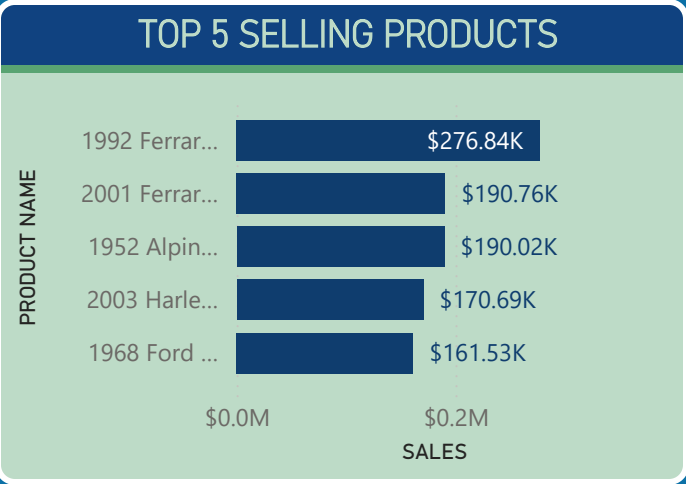 TOP 5 SELLING PRODUCTS
PRODUCT NAME
1992 Ferrar... $276.84K
2001 Ferrar... $190.76K
1952 Alpin... $190.02K
2003 Harle... $170.69K
1968 Ford ... $161.53K
$0.0M $0.2M
SALES